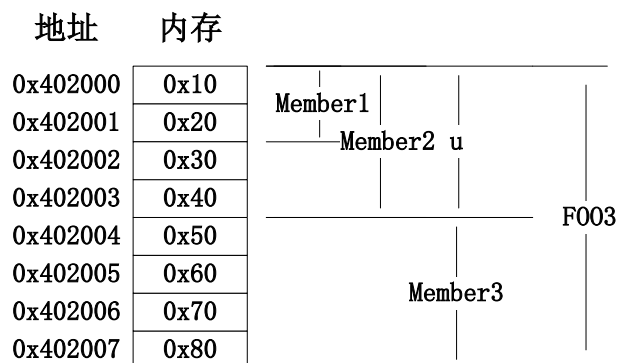 地址 内存
0x402000 0x10
Member1
0x402001 0x20
0x402002 0x30 Member2 u
0x402003 0x40
0x402004 0x50 FOO3
0x402005 0x60
0x402006 0x70 Member3
0x402007 0x80